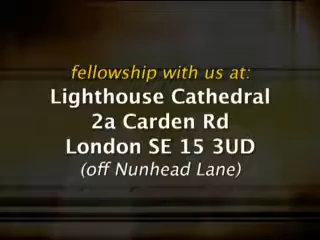 fellowship with us at:
Lighthouse Cathedral
2a Carden Rd
London SE 15 3UD
(off Nunhead Lane)